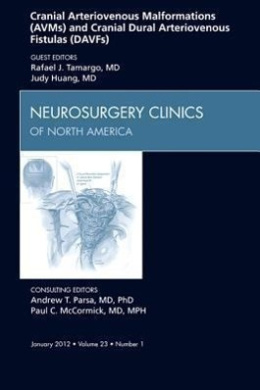 Cranial Arteriovenous Malformations
(AVMs) and Cranial Dural Arteriovenous
Fistulas (DAVFs)
GUEST EDITORS
Rafael J. Tamargo, MD
Judy Huang, MD
NEUROSURGERY CLINICS
OF NORTH AMERICA
CONSULTING EDITORS
Andrew T. Parsa, MD, PhD
Paul C. McCormick, MD, MPH
January 2012 • Volume 23 • Number 1